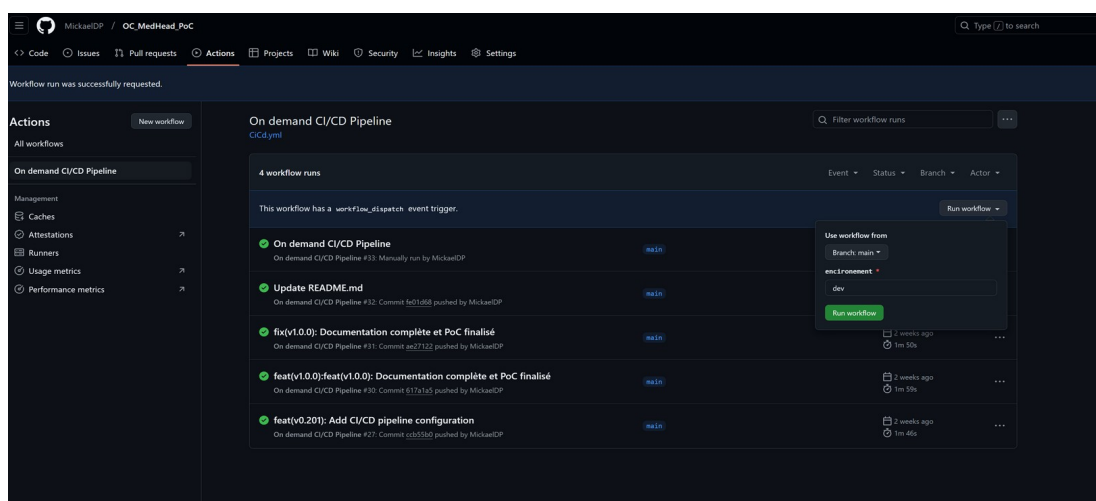 MickaelDP / OC_MedHead_PoC
Type / to search
Code Issues Pull requests Actions Projects Wiki Security Insights Settings
Workflow run was successfully requested.
Actions
New workflow
All workflows
On demand CI/CD Pipeline
Management
Caches
Attestations
Runners
Usage metrics
Performance metrics
On demand CI/CD Pipeline
CiCd.yml
Filter workflow runs
4 workflow runs
Event Status Branch Actor
This workflow has a workflow_dispatch event trigger.
Run workflow
Use workflow from
Branch: main
encironement *
dev
Run workflow
On demand CI/CD Pipeline
On demand CI/CD Pipeline #33: Manually run by MickaelDP
main
Update README.md
On demand CI/CD Pipeline #32: Commit fe01d68 pushed by MickaelDP
main
fix(v1.0.0): Documentation complète et PoC finalisé
On demand CI/CD Pipeline #31: Commit ae27122 pushed by MickaelDP
main
2 weeks ago
1m 50s
feat(v1.0.0):feat(v1.0.0): Documentation complète et PoC finalisé
On demand CI/CD Pipeline #30: Commit 617a1a5 pushed by MickaelDP
main
2 weeks ago
1m 59s
feat(v0.201): Add CI/CD pipeline configuration
On demand CI/CD Pipeline #27: Commit ccb55b0 pushed by MickaelDP
main
2 weeks ago
1m 46s